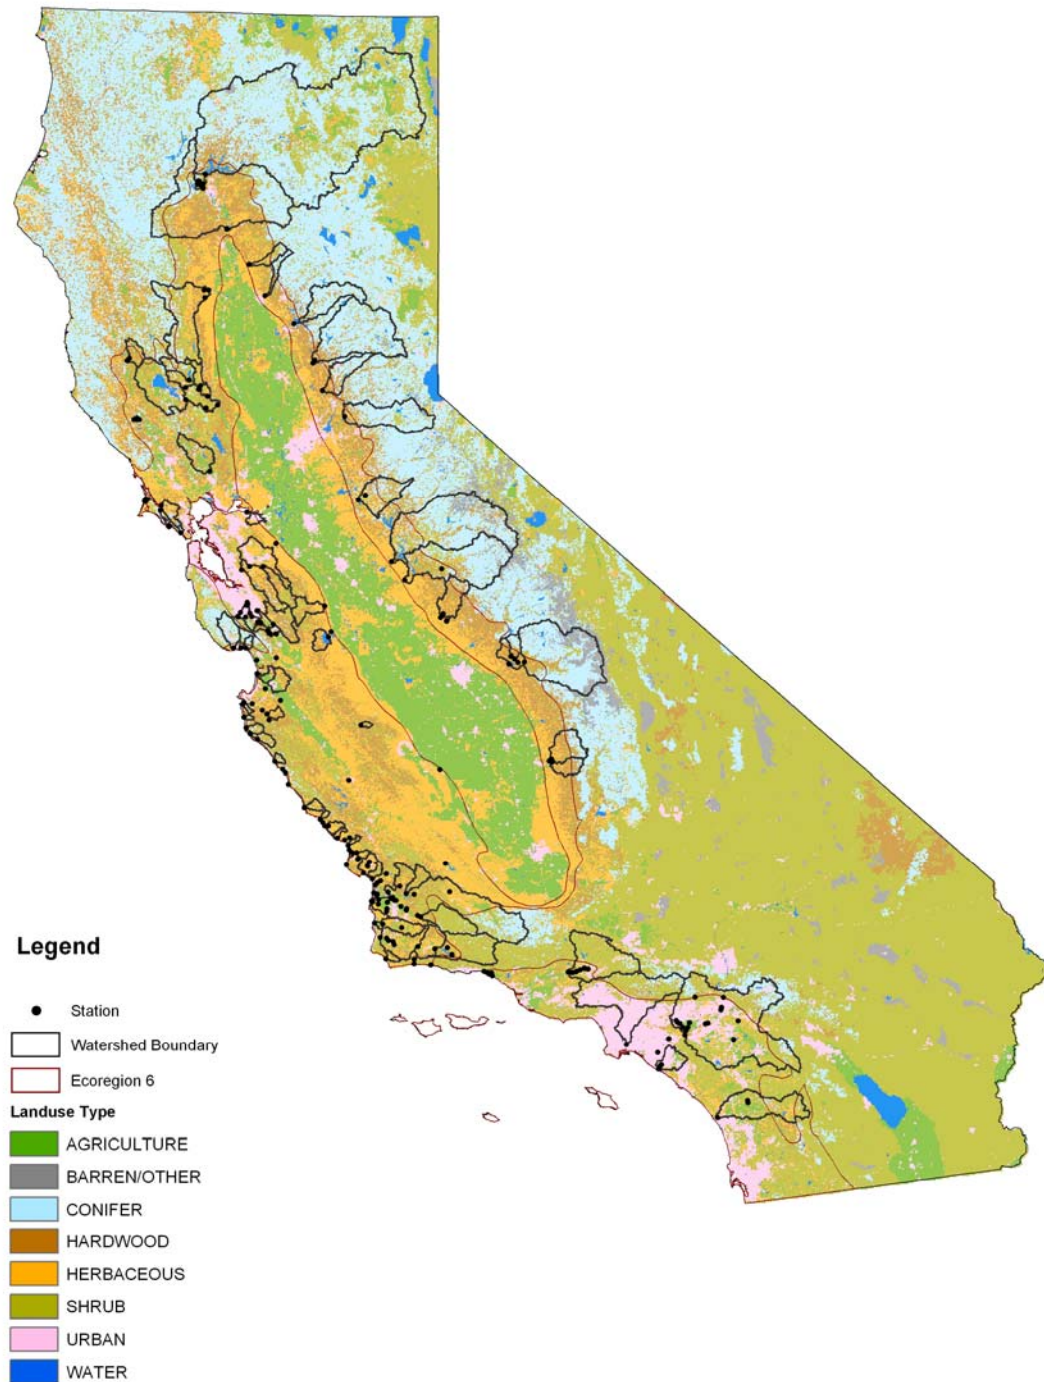 Legend
Station
Watershed Boundary
Ecoregion 6
Landuse Type
AGRICULTURE
BARREN/OTHER
CONIFER
HARDWOOD
HERBACEOUS
SHRUB
URBAN
WATER